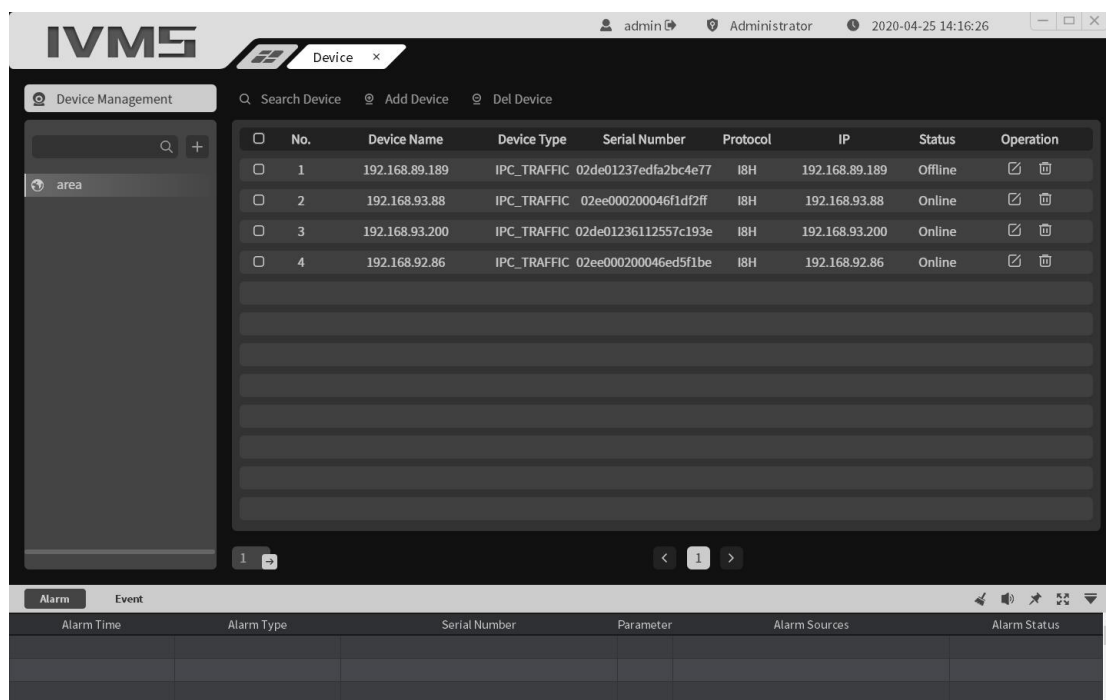 IVMS
admin Administrator 2020-04-25 14:16:26
Device ×
Device Management Search Device Add Device Del Device
No. Device Name Device Type Serial Number Protocol IP Status Operation
area
1 192.168.89.189 IPC_TRAFFIC 02de01237edfa2bc4e77 I8H 192.168.89.189 Offline
2 192.168.93.88 IPC_TRAFFIC 02ee000200046f1df2ff I8H 192.168.93.88 Online
3 192.168.93.200 IPC_TRAFFIC 02de01236112557c193e I8H 192.168.93.200 Online
4 192.168.92.86 IPC_TRAFFIC 02ee000200046ed5f1be I8H 192.168.92.86 Online
1 < 1 >
Alarm Event
Alarm Time Alarm Type Serial Number Parameter Alarm Sources Alarm Status